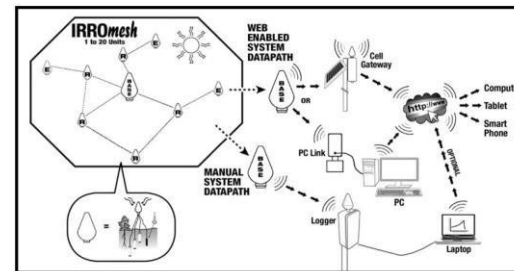 IRROmesh
1 to 20 Units
E
R
R
E
R
BASE
E
R
R
R
WEB
ENABLED
SYSTEM
DATAPATH
BASE
OR
Cell
Gateway
http://www
Comput
Tablet
Smart
Phone
PC Link
PC
MANUAL
SYSTEM
DATAPATH
BASE
Logger
OPTIONAL
Laptop
=